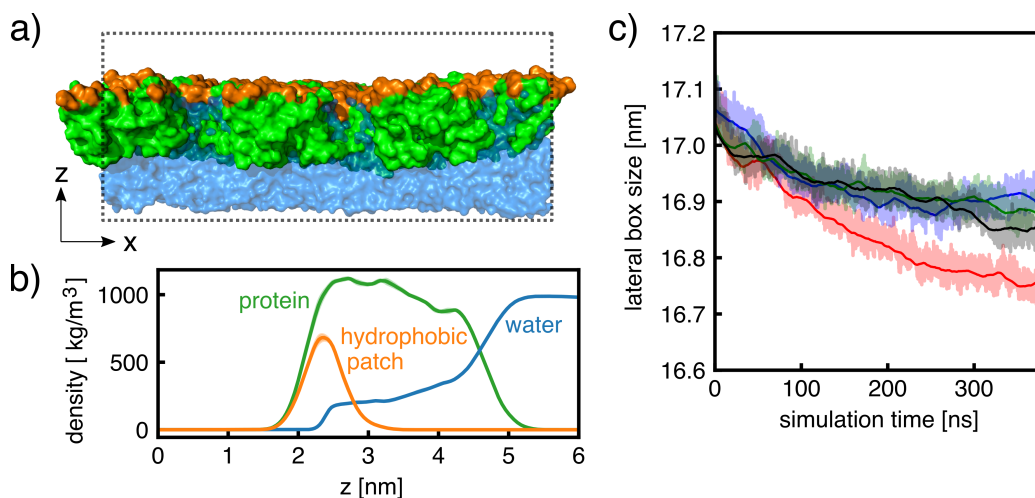 a)
z
x
b)
density [ kg/m³]
1000
500
0
protein
hydrophobic
patch
water
0 1 2 3 4 5 6
z [nm]
c)
lateral box size [nm]
17.2
17.1
17.0
16.9
16.8
16.7
16.6
0 100 200 300
simulation time [ns]